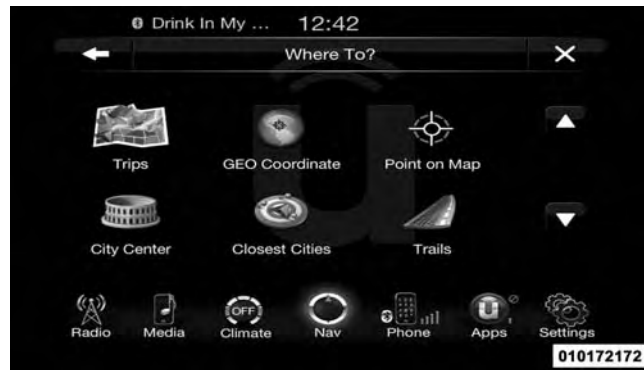 Drink In My ... 12:42
Where To?
Trips GEO Coordinate Point on Map
City Center Closest Cities Trails
OFF
Radio Media Climate Nav Phone Apps Settings
010172172